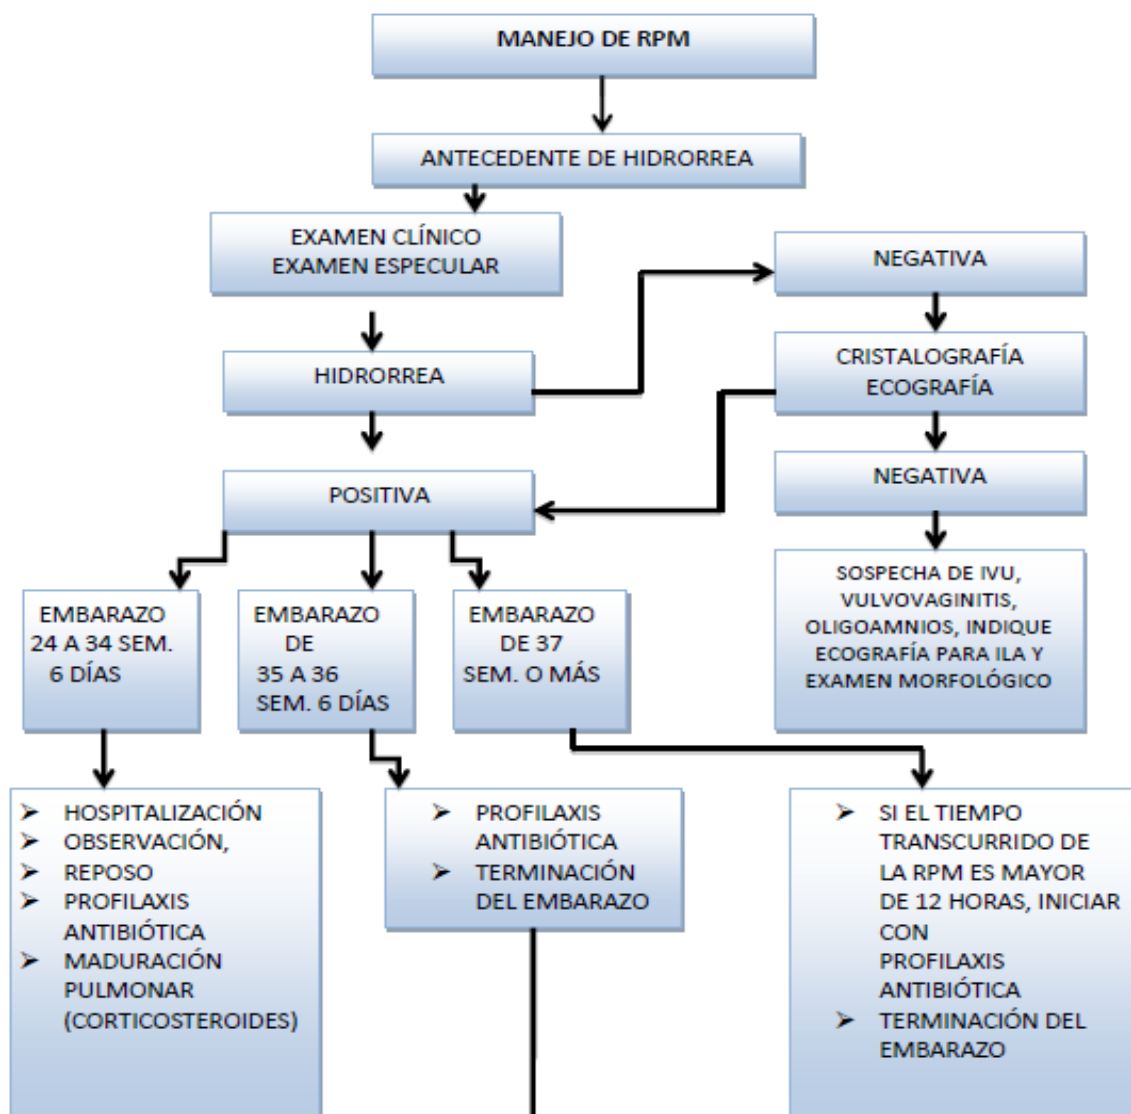 MANEJO DE RPM
ANTECEDENTE DE HIDRORREA
EXAMEN CLÍNICO
EXAMEN ESPECULAR
NEGATIVA
HIDRORREA
CRISTALOGRAFÍA
ECOGRAFÍA
POSITIVA
NEGATIVA
SOSPECHA DE IVU,
VULVOVAGINITIS,
OLIGOAMNIOS, INDIQUE
ECOGRAFÍA PARA ILA Y
EXAMEN MORFOLÓGICO
EMBARAZO
24 A 34 SEM.
6 DÍAS
EMBARAZO
DE
35 A 36
SEM. 6 DÍAS
EMBARAZO
DE 37
SEM. O MÁS
➤ HOSPITALIZACIÓN
➤ OBSERVACIÓN,
➤ REPOSO
➤ PROFILAXIS
ANTIBIÓTICA
➤ MADURACIÓN
PULMONAR
(CORTICOSTEROIDES)
➤ PROFILAXIS
ANTIBIÓTICA
➤ TERMINACIÓN
DEL EMBARAZO
➤ SI EL TIEMPO
TRANSCURRIDO DE
LA RPM ES MAYOR
DE 12 HORAS, INICIAR
CON
PROFILAXIS
ANTIBIÓTICA
➤ TERMINACIÓN DEL
EMBARAZO